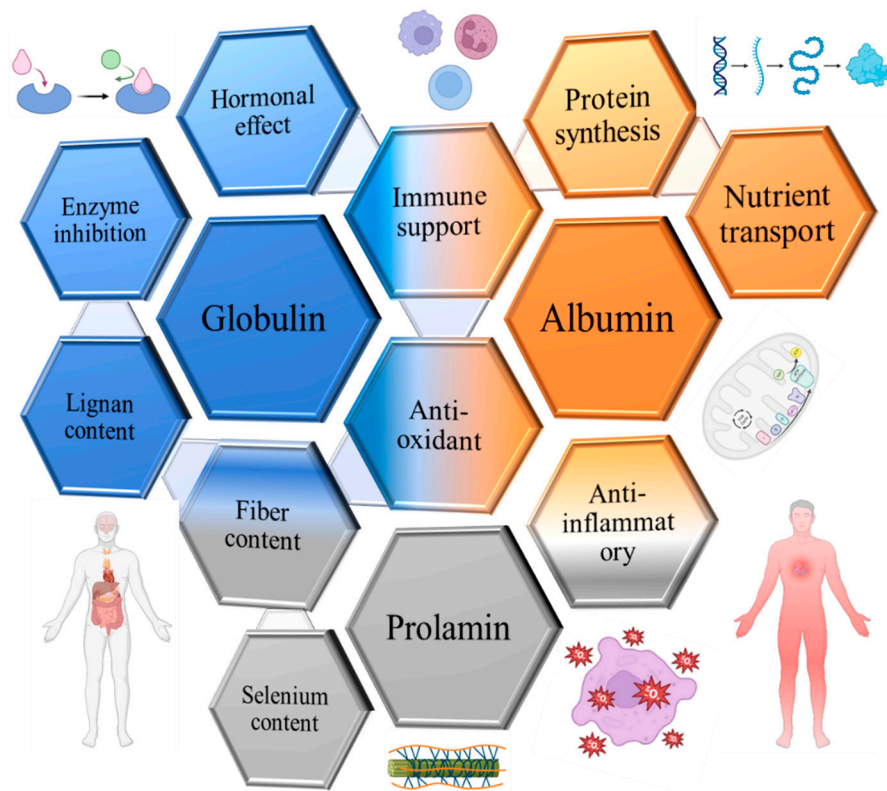 Hormonal
effect
Protein
synthesis
Enzyme
inhibition
Immune
support
Nutrient
transport
Globulin
Albumin
Lignan
content
Anti-
oxidant
Fiber
content
Anti-
inflammat
ory
Prolamin
Selenium
content